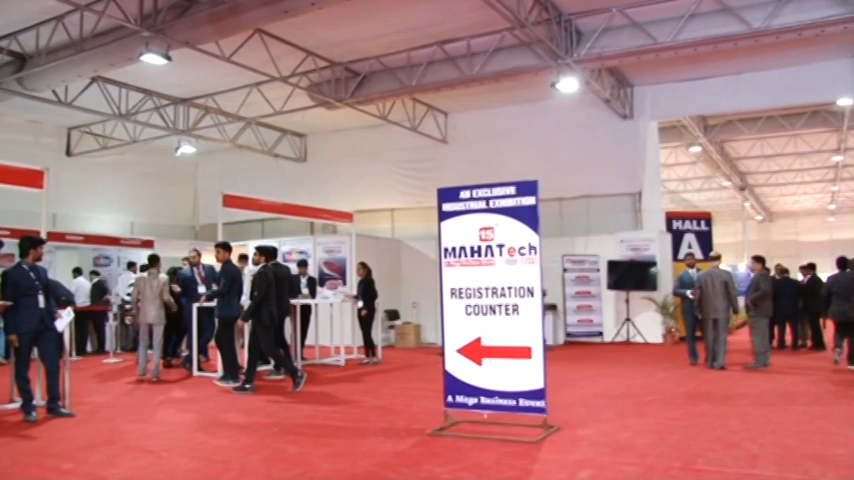 AN EXCLUSIVE
INDUSTRIAL EXHIBITION
15
MAHATech
REGISTRATION
COUNTER
A Mega Business Event
HALL
A